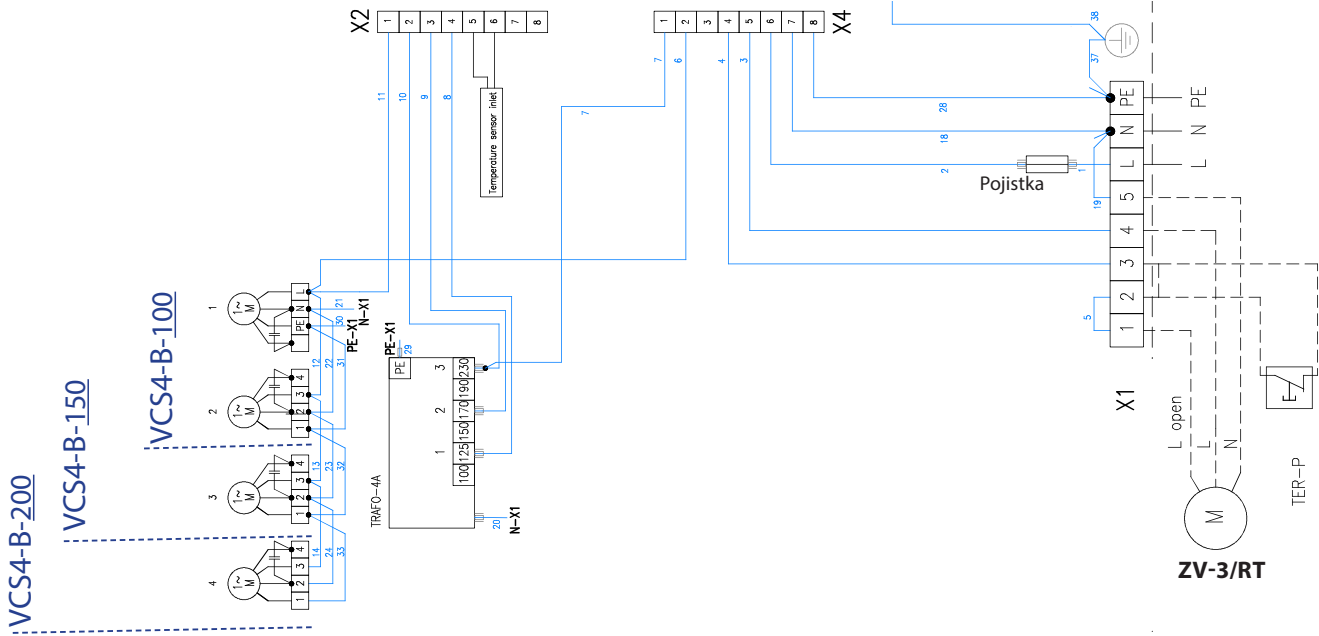 X2
1 2 3 4 5 6 7 8
11
10
9
8
Temperature sensor inlet
1 2 3 4 5 6 7 8
X4
7
6
4
3
7
38
37
28
18
2
1
19
Pojistka
PE
N
L
5
4
3
2
1
PE
N
L
5
X1
L open
L
N
M
ZV-3/RT
TER-P
VCS4-B-100
VCS4-B-150
VCS4-B-200
1
1~
M
L
N
PE
21
30
N-X1
PE-X1
12
22
31
2
1~
M
4
3
2
1
13
23
32
3
1~
M
4
3
2
1
14
24
33
4
1~
M
4
3
2
1
PE-X1
29
PE
3
2
1
230
190
170
150
125
100
TRAFO-4A
20
N-X1